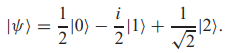 |ψ⟩ = 1/2|0⟩ − i/2|1⟩ + 1/√2|2⟩.